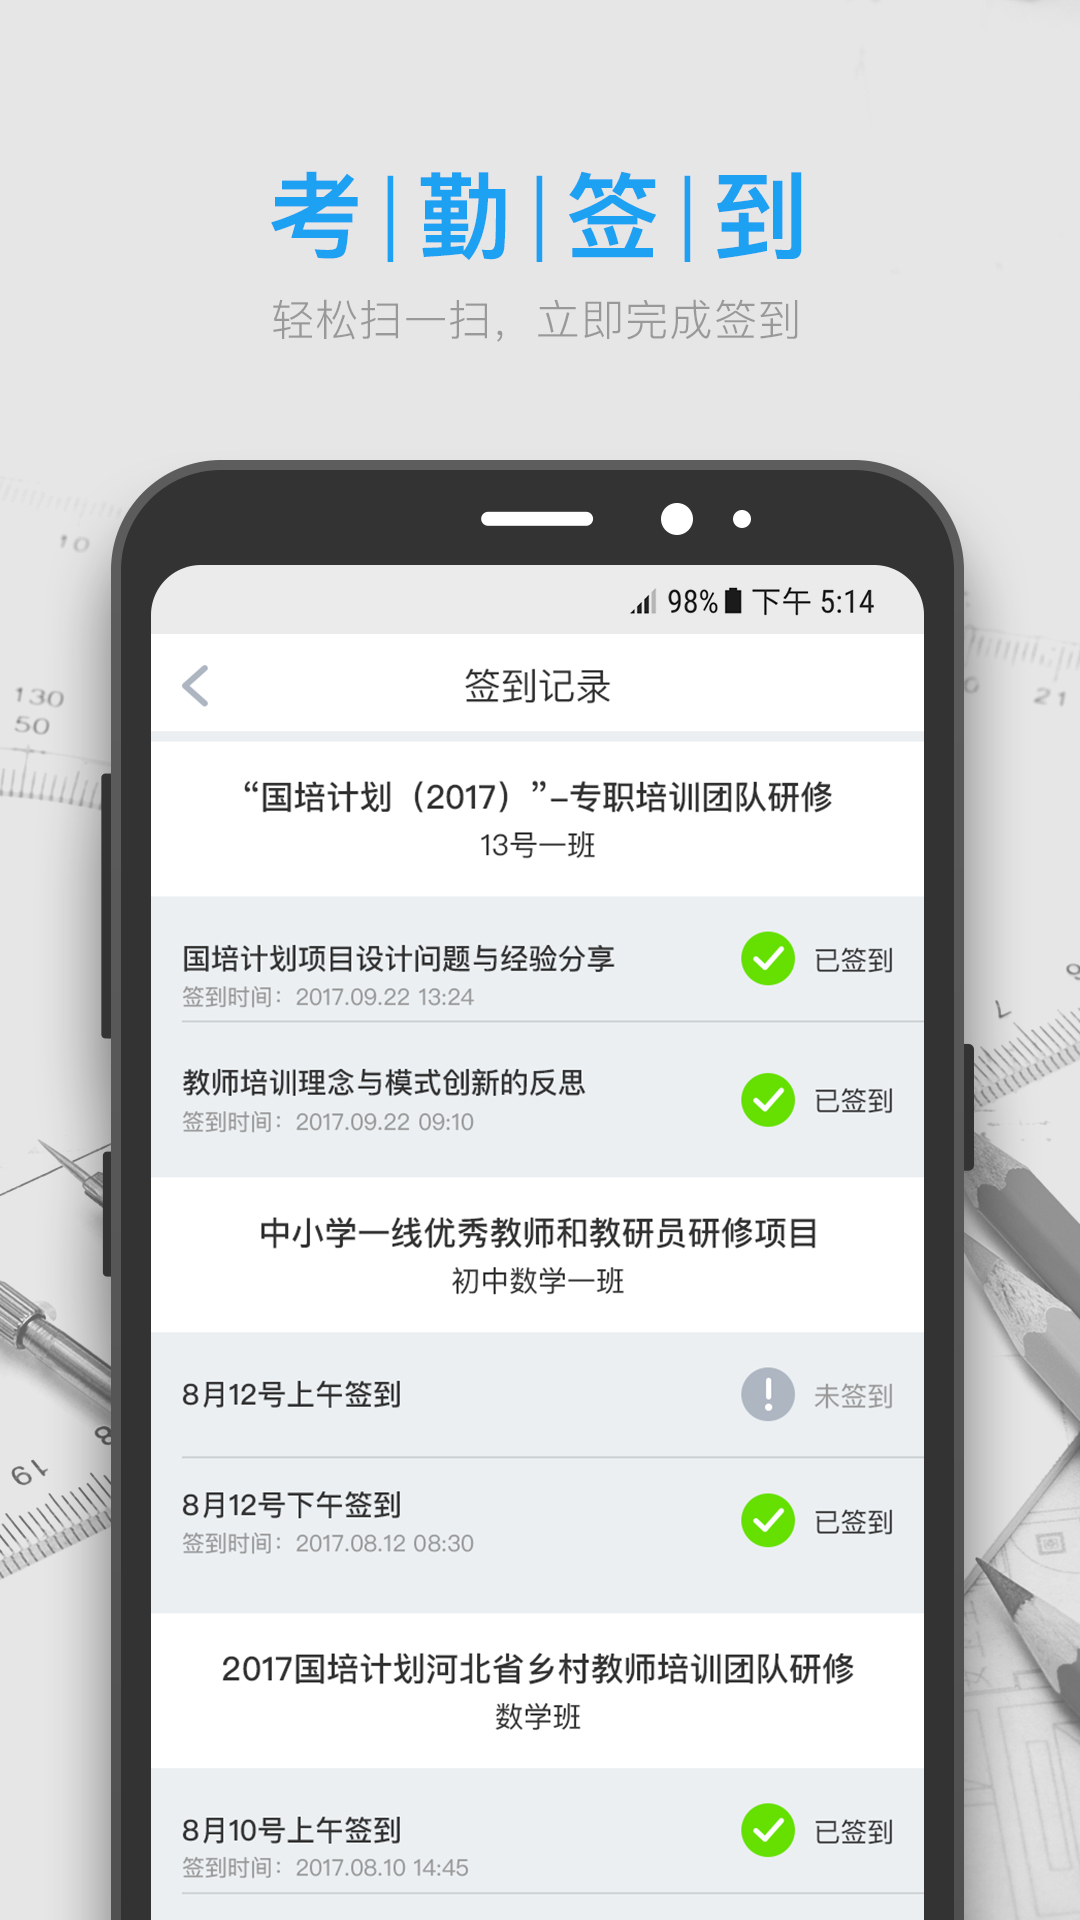 考|勤|签|到
轻松扫一扫，立即完成签到
98% 下午 5:14
签到记录
“国培计划（2017）”–专职培训团队研修
13号一班
国培计划项目设计问题与经验分享
已签到
签到时间：2017.09.22 13:24
教师培训理念与模式创新的反思
已签到
签到时间：2017.09.22 09:10
中小学一线优秀教师和教研员研修项目
初中数学一班
8月12号上午签到
未签到
8月12号下午签到
已签到
签到时间：2017.08.12 08:30
2017国培计划河北省乡村教师培训团队研修
数学班
8月10号上午签到
已签到
签到时间：2017.08.10 14:45
10
130
50
21
7
19
8